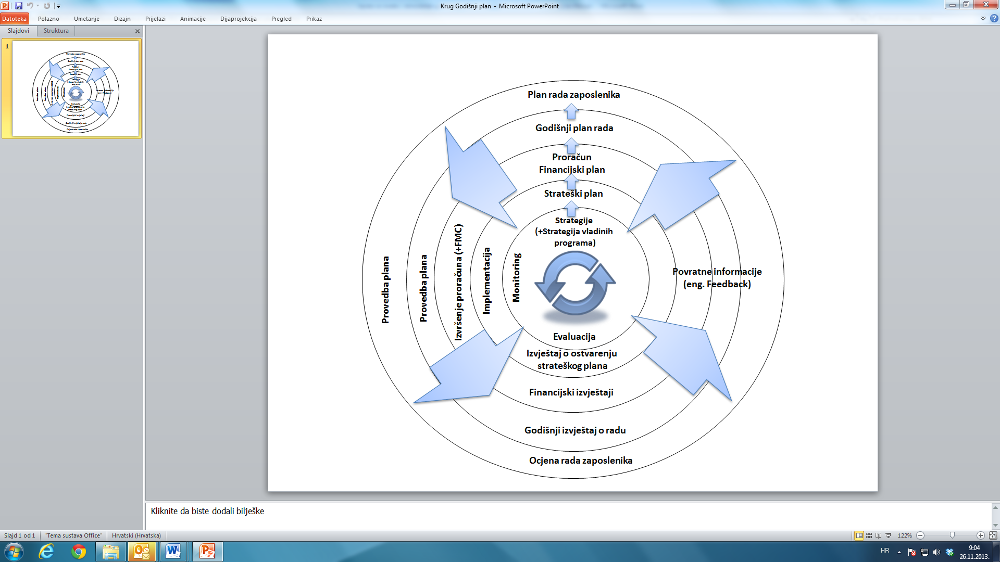 Krug Godišnji plan - Microsoft PowerPoint
Datoteka Polazno Umetanje Dizajn Prijelazi Animacije Dijaprojekcija Pregled Prikaz
Slajdovi Struktura
1
Plan rada zaposlenika
Godišnji plan rada
Proračun
Financijski plan
Strateški plan
Strategije
(+Strategija vladinih
programa)
Provedba plana
Provedba plana
Izvršenje proračuna (+FMC)
Implementacija
Monitoring
Povratne informacije
(eng. Feedback)
Evaluacija
Izvještaj o ostvarenju
strateškog plana
Financijski izvještaji
Godišnji izvještaj o radu
Ocjena rada zaposlenika
Kliknite da biste dodali bilješke
Slajd 1 od 1 "Tema sustava Office" Hrvatski (Hrvatska) 122%
HR 9:04
26.11.2013.